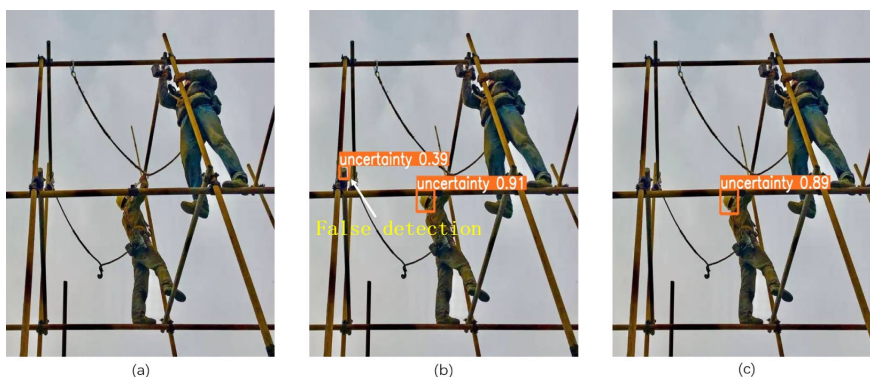 uncertainty 0.39
uncertainty 0.91
False detection
uncertainty 0.89
(a)
(b)
(c)